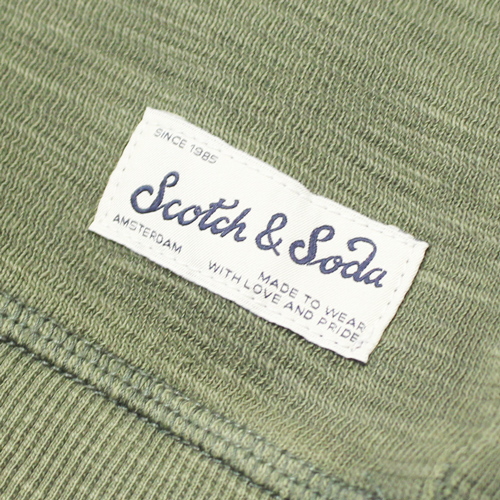 SINCE 1985
Scotch & Soda
AMSTERDAM
MADE TO WEAR
WITH LOVE AND PRIDE